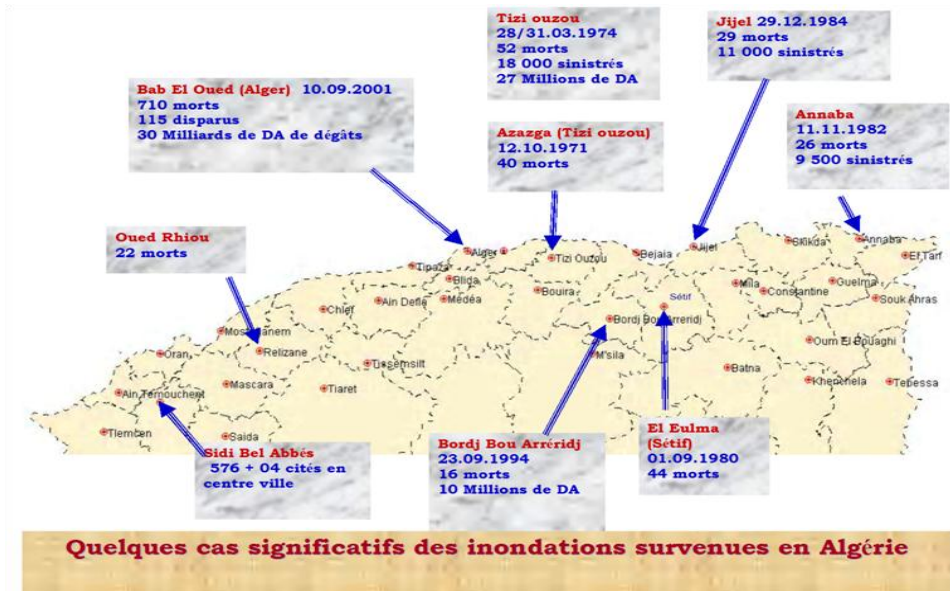 Tizi ouzou
28/31.03.1974
52 morts
18 000 sinistrés
27 Millions de DA
Jijel 29.12.1984
29 morts
11 000 sinistrés
Bab El Oued (Alger) 10.09.2001
710 morts
115 disparus
30 Milliards de DA de dégâts
Azazga (Tizi ouzou)
12.10.1971
40 morts
Annaba
11.11.1982
26 morts
9 500 sinistrés
Oued Rhiou
22 morts
Alger
Tizi Ouzou
Bejaia
Jijel
Skikda
Annaba
El Tarf
Tipaza
Blida
Médéa
Bouira
Sétif
Mila
Constantine
Guelma
Souk Ahras
Chlef
Ain Defle
Bordj Bou Arreridj
Mostaganem
Oran
Relizane
Tissemsilt
M'sila
Oum El Bouaghi
Batna
Khenchela
Tebessa
Ain Temouchent
Mascara
Tiaret
Tlemcen
Saida
Sidi Bel Abbés
576 + 04 cités en
centre ville
Bordj Bou Arréridj
23.09.1994
16 morts
10 Millions de DA
El Eulma
(Sétif)
01.09.1980
44 morts
Quelques cas significatifs des inondations survenues en Algérie